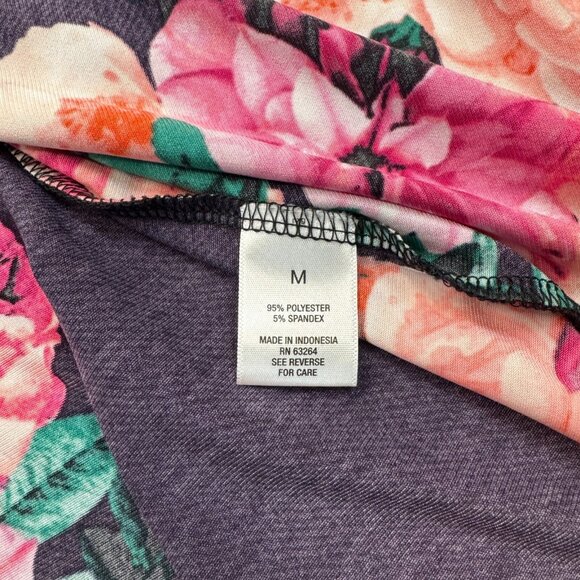 M
95% POLYESTER
5% SPANDEX
MADE IN INDONESIA
RN 63264
SEE REVERSE
FOR CARE